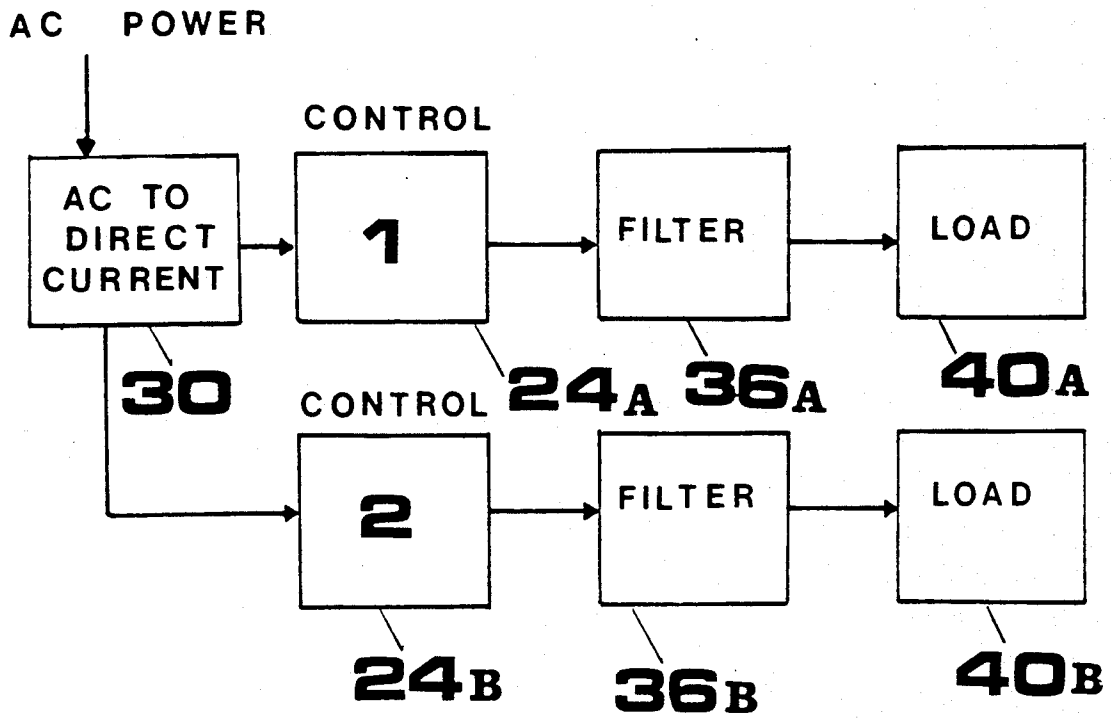 AC POWER
CONTROL
AC TO
DIRECT
CURRENT
1
FILTER
LOAD
30
24A
36A
40A
CONTROL
2
FILTER
LOAD
24B
36B
40B